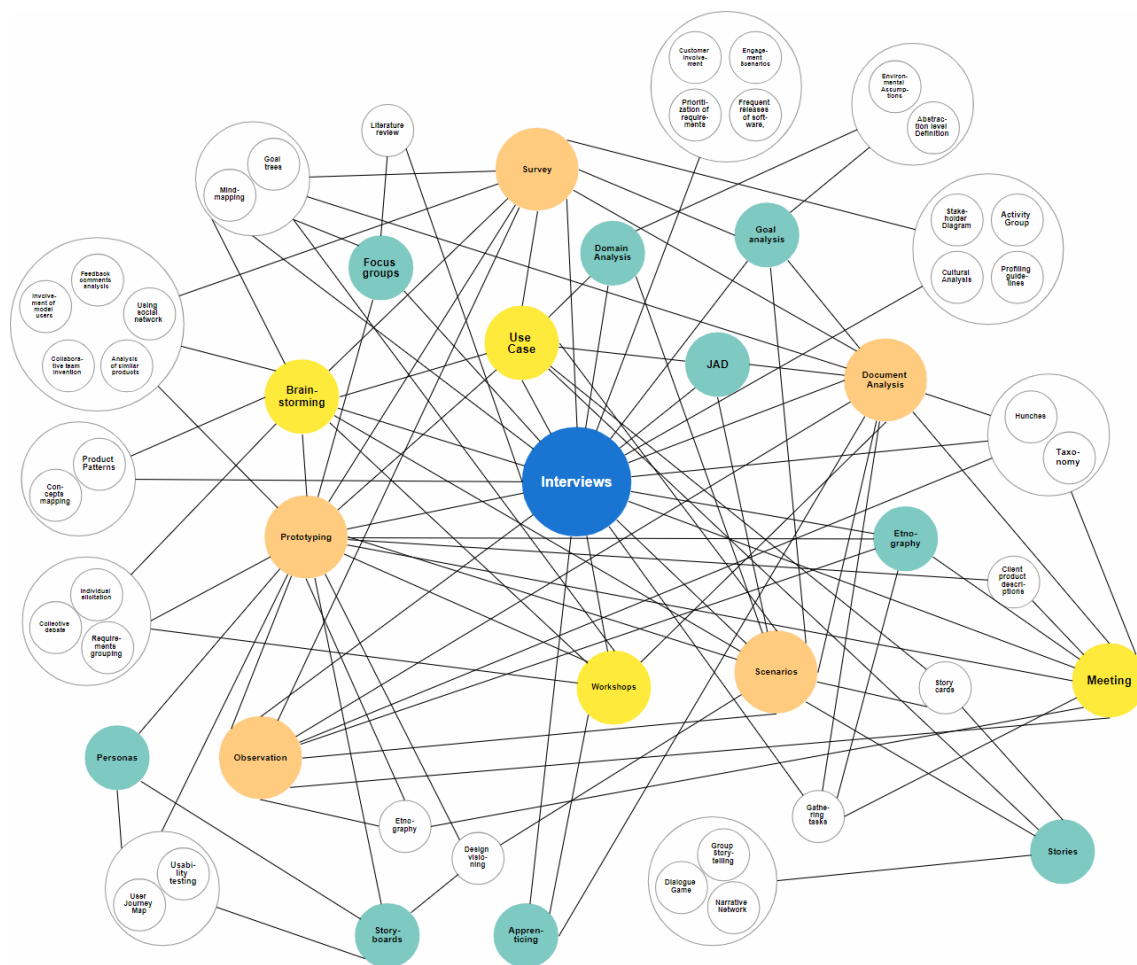 Customer
Involve-
ment
Engage-
ment
Scenarios
Prioriti-
zation of
require-
ments
Frequent
releases
of soft-
ware,
Environ-
mental
Assump-
tions
Abstrac-
tion level
Definition
Literature
review
Goal
trees
Mind-
mapping
Survey
Stake-
holder
Diagram
Activity
Group
Cultural
Analysis
Profiling
guide-
lines
Focus
groups
Domain
Analysis
Goal
analysis
Feedback
comments
analysis
Involve-
ment of
model
users
Using
social
network
Collabora-
tive team
invention
Analysis
of similar
products
Use
Case
JAD
Document
Analysis
Brain-
storming
Hunches
Taxo-
nomy
Product
Patterns
Con-
cepts
mapping
Interviews
Prototyping
Etno-
graphy
Client
product
descri-
ptions
Individual
elicitation
Collective
debate
Require-
ments
grouping
Workshops
Scenarios
Story
cards
Meeting
Personas
Observation
Etno-
graphy
Gathe-
ring
tasks
Design
visio-
ning
Stories
Usabi-
lity
testing
User
Journey
Map
Group
Story-
telling
Dialogue
Game
Narrative
Network
Story-
boards
Appren-
ticing